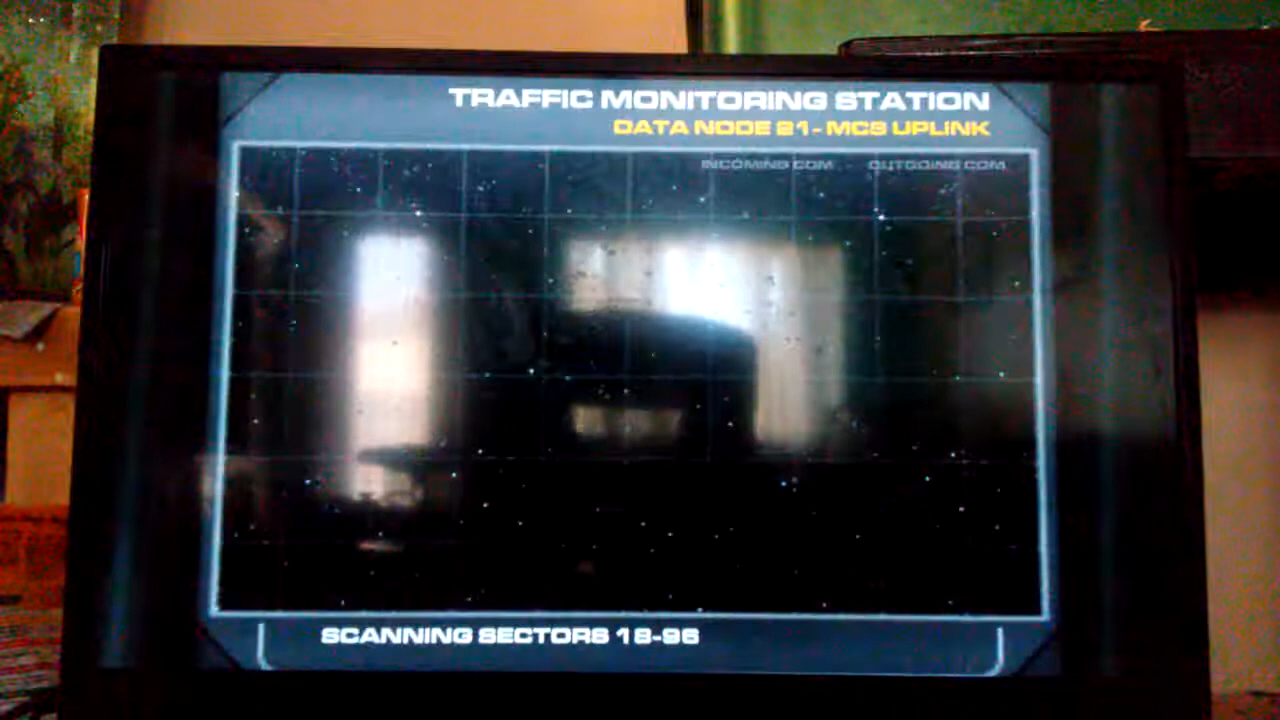 TRAFFIC MONITORING STATION
DATA NODE 21 - MCS UPLINK
INCOMING COM OUTGOING COM
SCANNING SECTORS 18-96